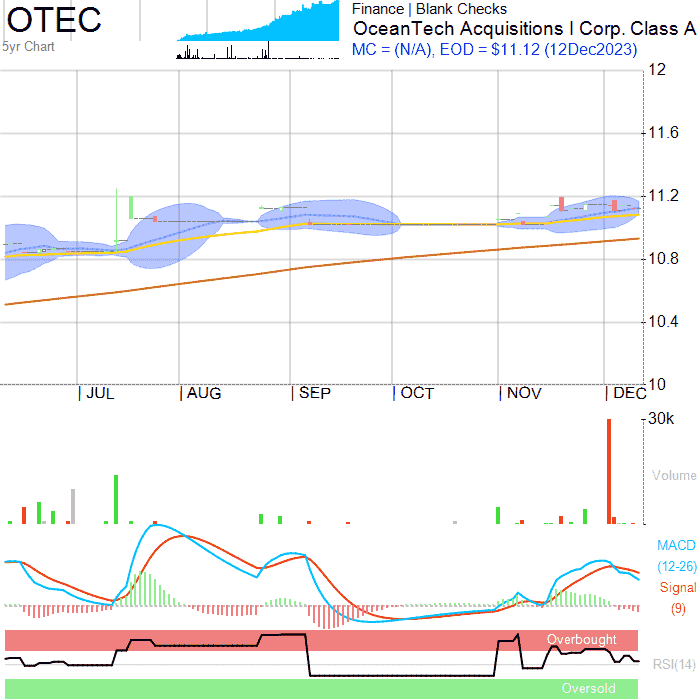 OTEC
5yr Chart
Finance | Blank Checks
OceanTech Acquisitions I Corp. Class A
MC = (N/A), EOD = $11.12 (12Dec2023)
12
11.6
11.2
10.8
10.4
10
JUL AUG SEP OCT NOV DEC
30k
Volume
MACD
(12-26)
Signal
(9)
Overbought
RSI(14)
Oversold